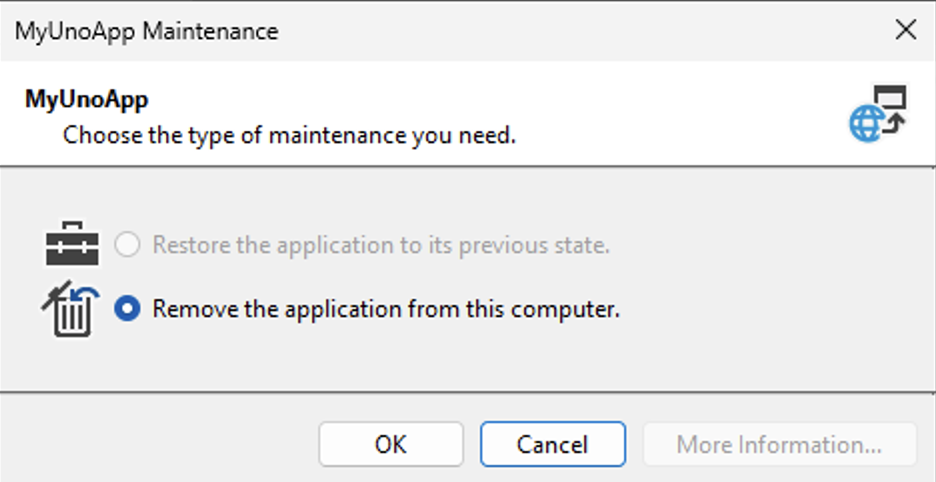 MyUnoApp Maintenance
MyUnoApp
Choose the type of maintenance you need.
Restore the application to its previous state.
Remove the application from this computer.
OK
Cancel
More Information...